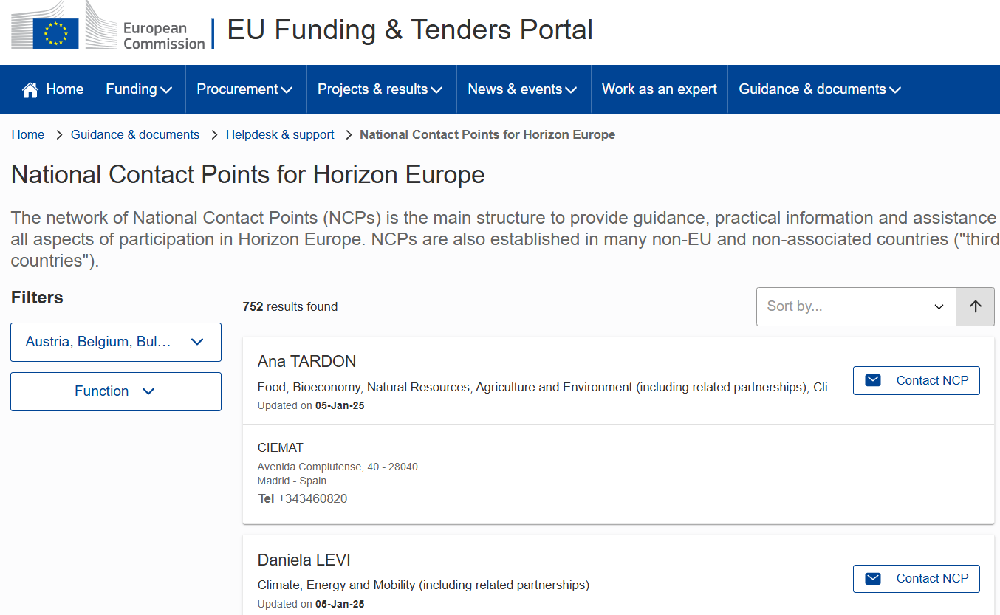 European
Commission
EU Funding & Tenders Portal
Home
Funding
Procurement
Projects & results
News & events
Work as an expert
Guidance & documents
Home > Guidance & documents > Helpdesk & support > National Contact Points for Horizon Europe
National Contact Points for Horizon Europe
The network of National Contact Points (NCPs) is the main structure to provide guidance, practical information and assistance
all aspects of participation in Horizon Europe. NCPs are also established in many non-EU and non-associated countries ("third
countries").
Filters
Austria, Belgium, Bul...
Function
752 results found
Sort by...
Ana TARDON
Food, Bioeconomy, Natural Resources, Agriculture and Environment (including related partnerships), Cli...
Updated on 05-Jan-25
Contact NCP
CIEMAT
Avenida Complutense, 40 - 28040
Madrid - Spain
Tel +343460820
Daniela LEVI
Climate, Energy and Mobility (including related partnerships)
Updated on 05-Jan-25
Contact NCP